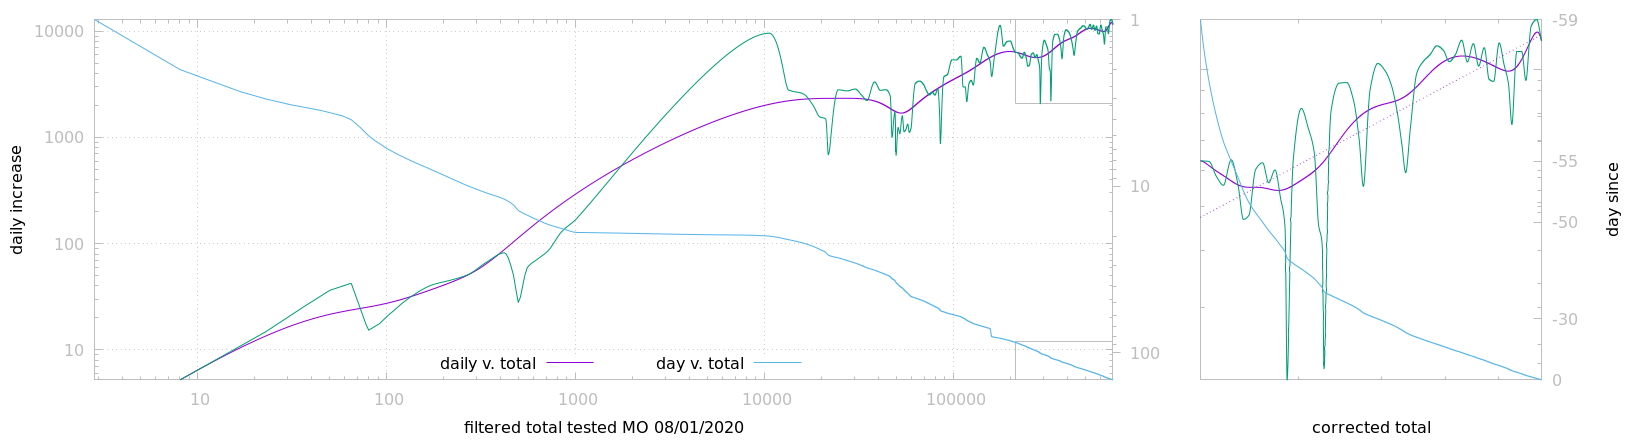 10000
1000
100
10
daily increase
10
100
1000
10000
100000
filtered total tested MO 08/01/2020
daily v. total
day v. total
1
10
100
-59
-55
-50
-30
0
day since
corrected total